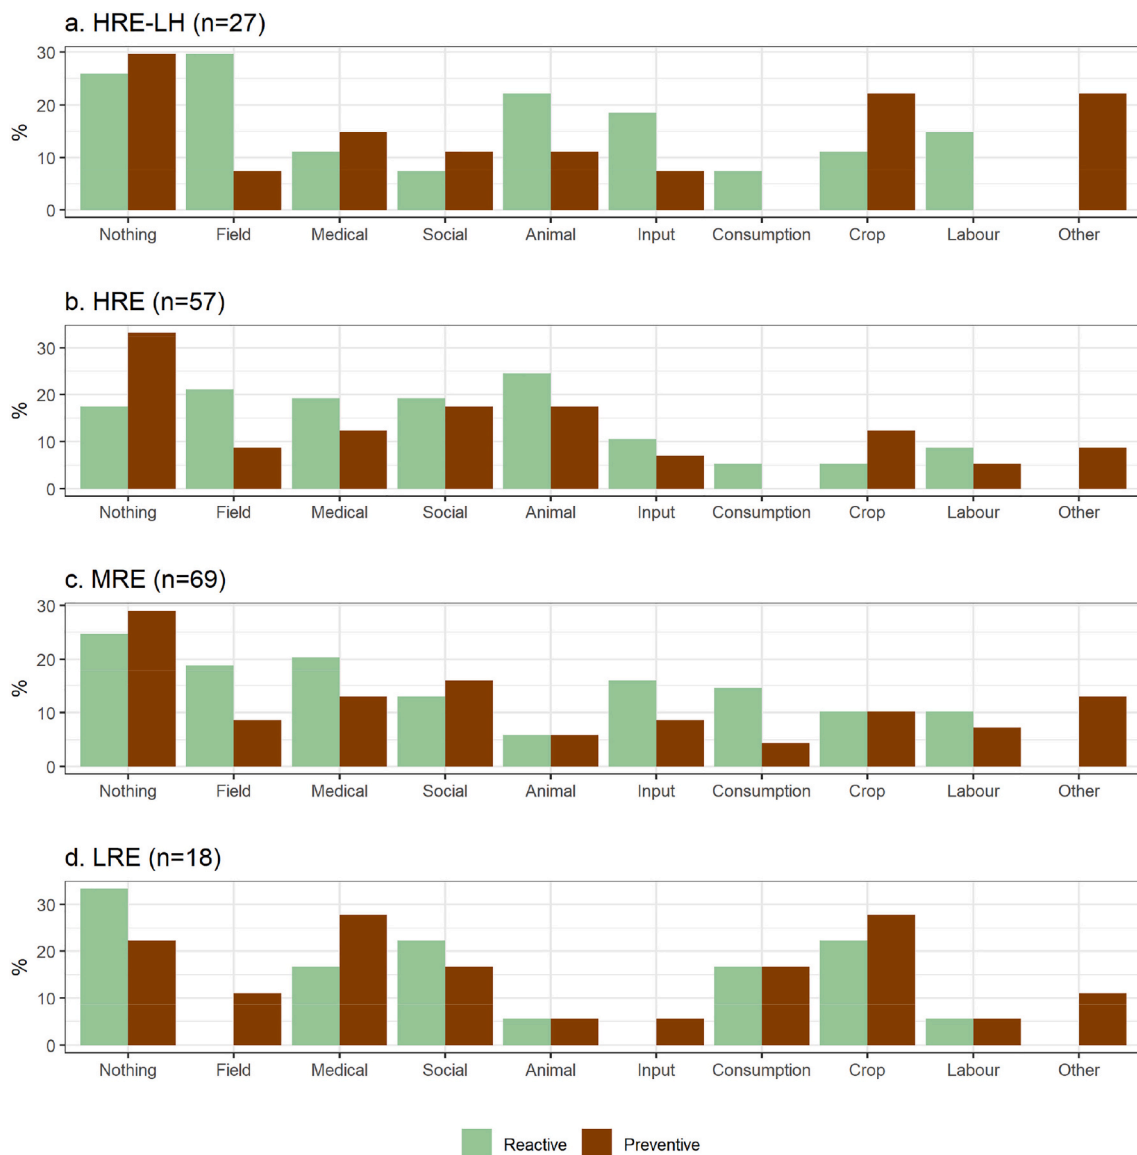 a. HRE-LH (n=27)
30
20
10
0
%
Nothing Field Medical Social Animal Input Consumption Crop Labour Other
b. HRE (n=57)
30
20
10
0
%
Nothing Field Medical Social Animal Input Consumption Crop Labour Other
c. MRE (n=69)
30
20
10
0
%
Nothing Field Medical Social Animal Input Consumption Crop Labour Other
d. LRE (n=18)
30
20
10
0
%
Nothing Field Medical Social Animal Input Consumption Crop Labour Other
Reactive Preventive